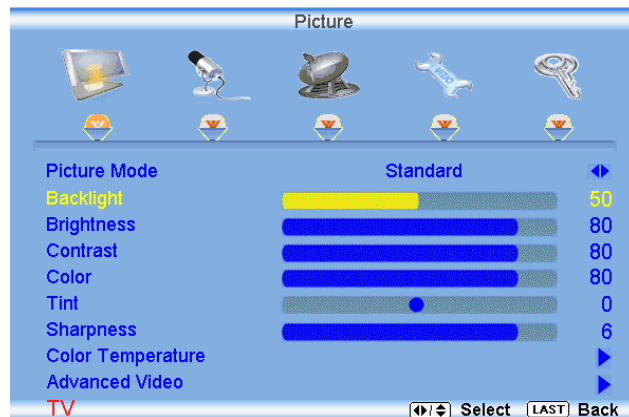 Picture
VIZIO
Picture Mode Standard
Backlight 50
Brightness 80
Contrast 80
Color 80
Tint 0
Sharpness 6
Color Temperature
Advanced Video
TV Select LAST Back